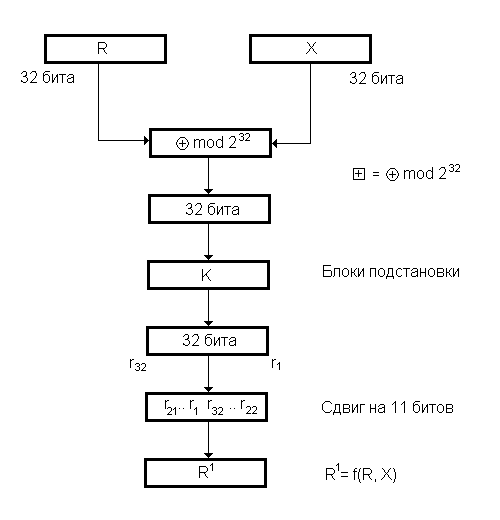 R X
32 бита 32 бита
⊕ mod 2³²
⊞ = ⊕ mod 2³²
32 бита
K Блоки подстановки
32 бита
r₃₂ r₁
r₂₁.. r₁ r₃₂ .. r₂₂ Сдвиг на 11 битов
R¹ R¹= f(R, X)